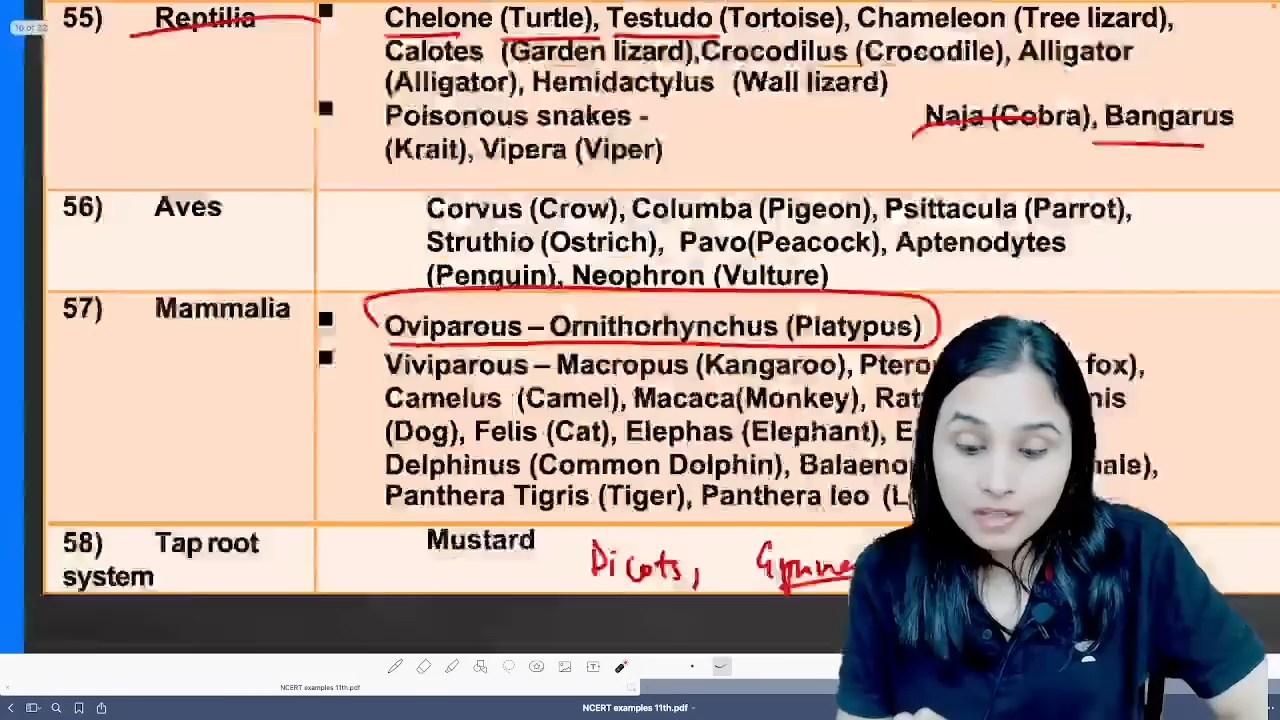 10 of 32
55) Reptilia
Chelone (Turtle), Testudo (Tortoise), Chameleon (Tree lizard),
Calotes (Garden lizard),Crocodilus (Crocodile), Alligator
(Alligator), Hemidactylus (Wall lizard)
Poisonous snakes - Naja (Cobra), Bangarus
(Krait), Vipera (Viper)
56) Aves
Corvus (Crow), Columba (Pigeon), Psittacula (Parrot),
Struthio (Ostrich), Pavo(Peacock), Aptenodytes
(Penguin), Neophron (Vulture)
57) Mammalia
Oviparous – Ornithorhynchus (Platypus)
Viviparous – Macropus (Kangaroo), fox),
Camelus (Camel), Macaca(Monkey),
(Dog), Felis (Cat), Elephas (Elephant),
Delphinus (Common Dolphin),
Panthera Tigris (Tiger), Panthera leo
58) Tap root
system
Mustard Dicots,
NCERT examples 11th.pdf
NCERT examples 11th.pdf